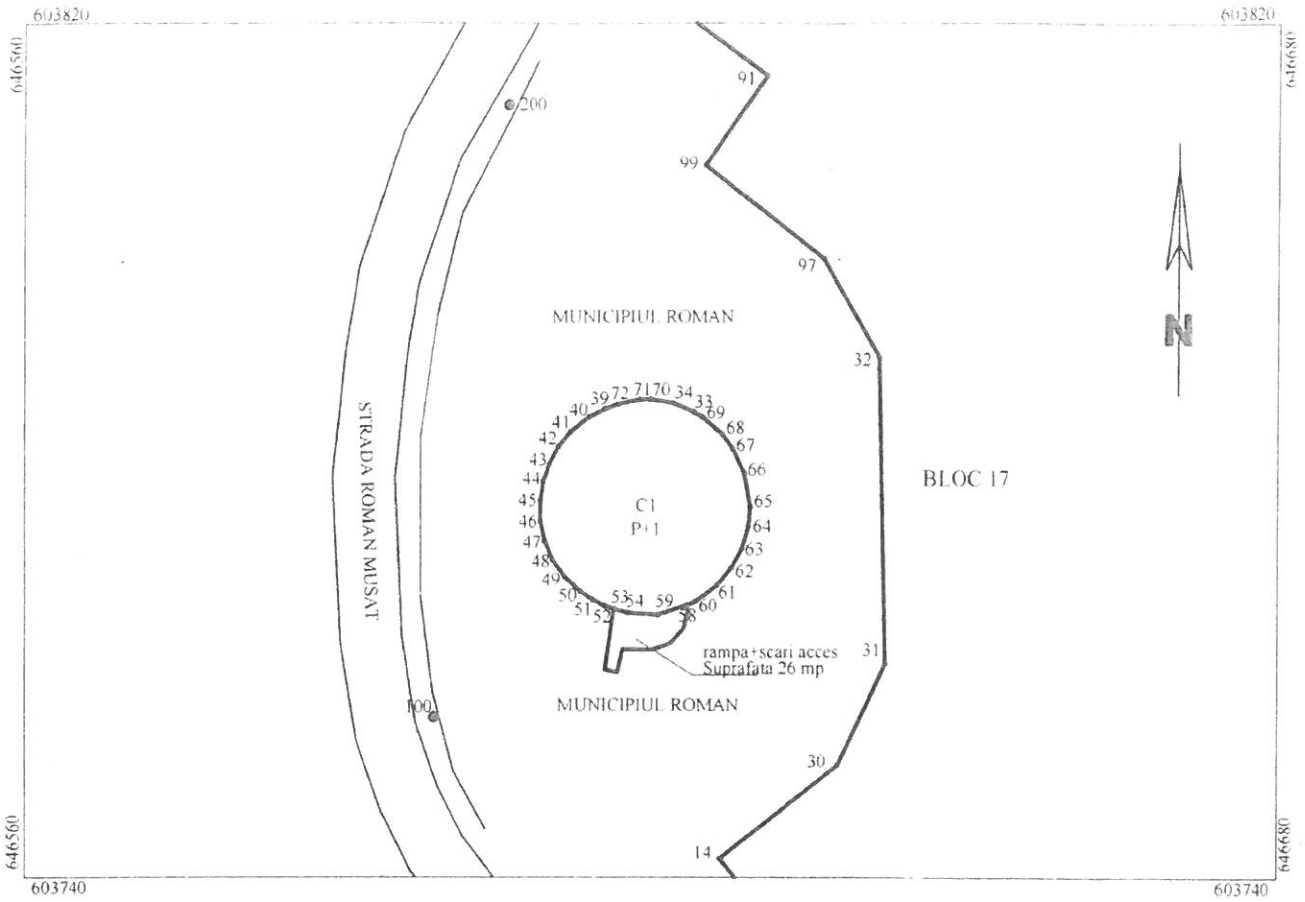 603820
603820
646560
646680
91
200
99
97
N
MUNICIPIUL ROMAN
32
39 72 71 70 34 33
40 69
41 68
42 67
43 66
44
45 65
46 64
47 63
48 62
49 61
50 60
51 52 53 54 59 58
STRADA ROMAN MUSAT
BLOC 17
C1
P+1
rampa+scari acces
Suprafata 26 mp
31
MUNICIPIUL ROMAN
100
30
14
646560
646680
603740
603740